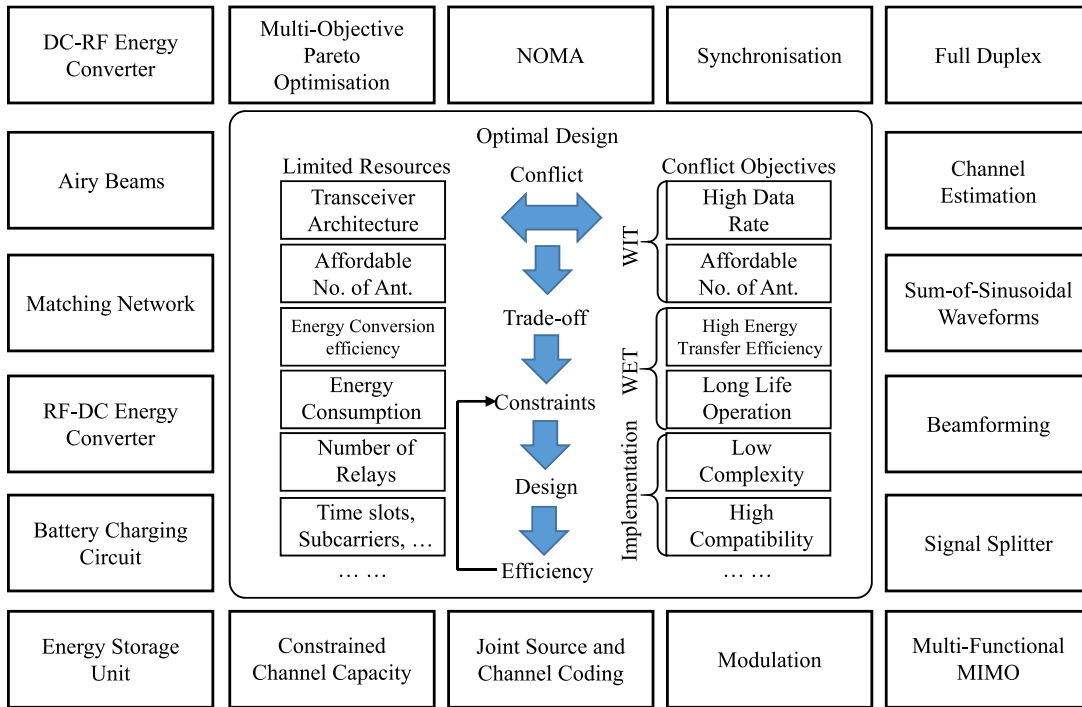 DC-RF Energy
Converter
Multi-Objective
Pareto
Optimisation
NOMA
Synchronisation
Full Duplex
Airy Beams
Matching Network
RF-DC Energy
Converter
Battery Charging
Circuit
Optimal Design
Limited Resources
Transceiver
Architecture
Affordable
No. of Ant.
Energy Conversion
efficiency
Energy
Consumption
Number of
Relays
Time slots,
Subcarriers, …
… …
Conflict
Trade-off
Constraints
Design
Efficiency
Conflict Objectives
WIT
High Data
Rate
Affordable
No. of Ant.
WET
High Energy
Transfer Efficiency
Long Life
Operation
Implementation
Low
Complexity
High
Compatibility
… …
Channel
Estimation
Sum-of-Sinusoidal
Waveforms
Beamforming
Signal Splitter
Energy Storage
Unit
Constrained
Channel Capacity
Joint Source and
Channel Coding
Modulation
Multi-Functional
MIMO